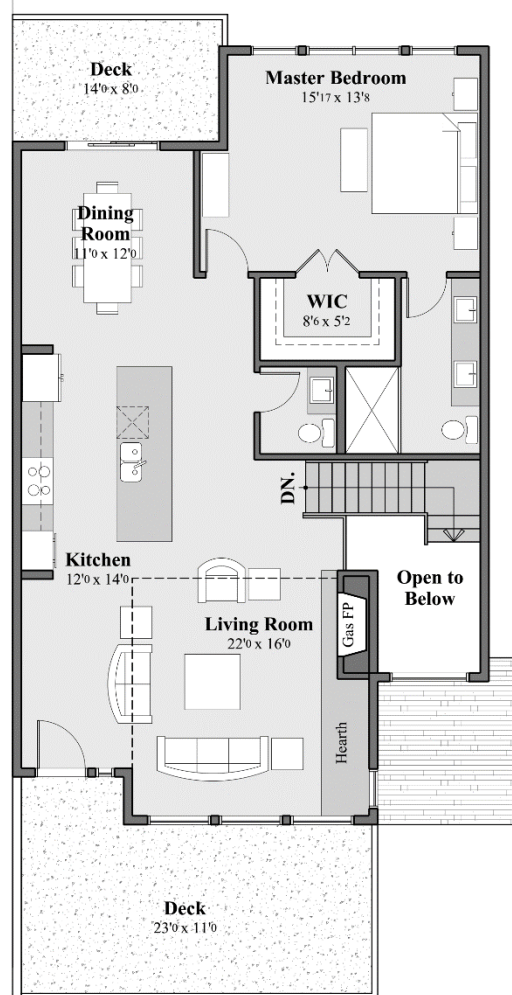 Deck
14'0 x 8'0
Master Bedroom
15'17 x 13'8
Dining
Room
11'0 x 12'0
WIC
8'6 x 5'2
DN.
Kitchen
12'0 x 14'0
Open to
Below
Gas FP
Living Room
22'0 x 16'0
Hearth
Deck
23'0 x 11'0